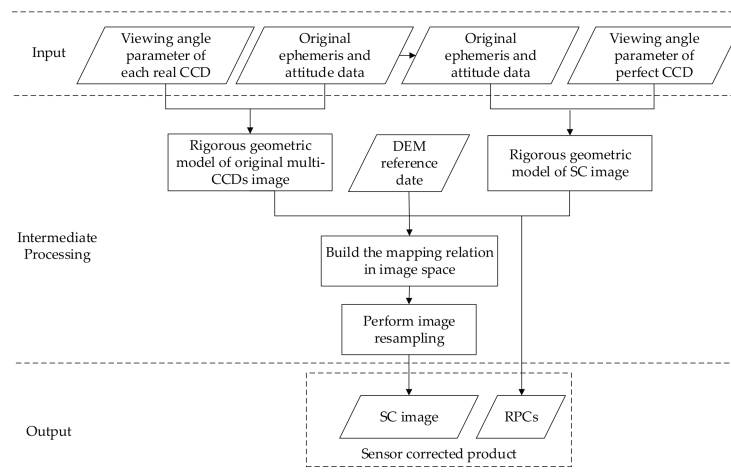 Input
Viewing angle
parameter of
each real CCD
Original
ephemeris and
attitude data
Original
ephemeris and
attitude data
Viewing angle
parameter of
perfect CCD
Rigorous geometric
model of original multi-
CCDs image
DEM
reference
date
Rigorous geometric
model of SC image
Intermediate
Processing
Build the mapping relation
in image space
Perform image
resampling
Output
SC image
RPCs
Sensor corrected product